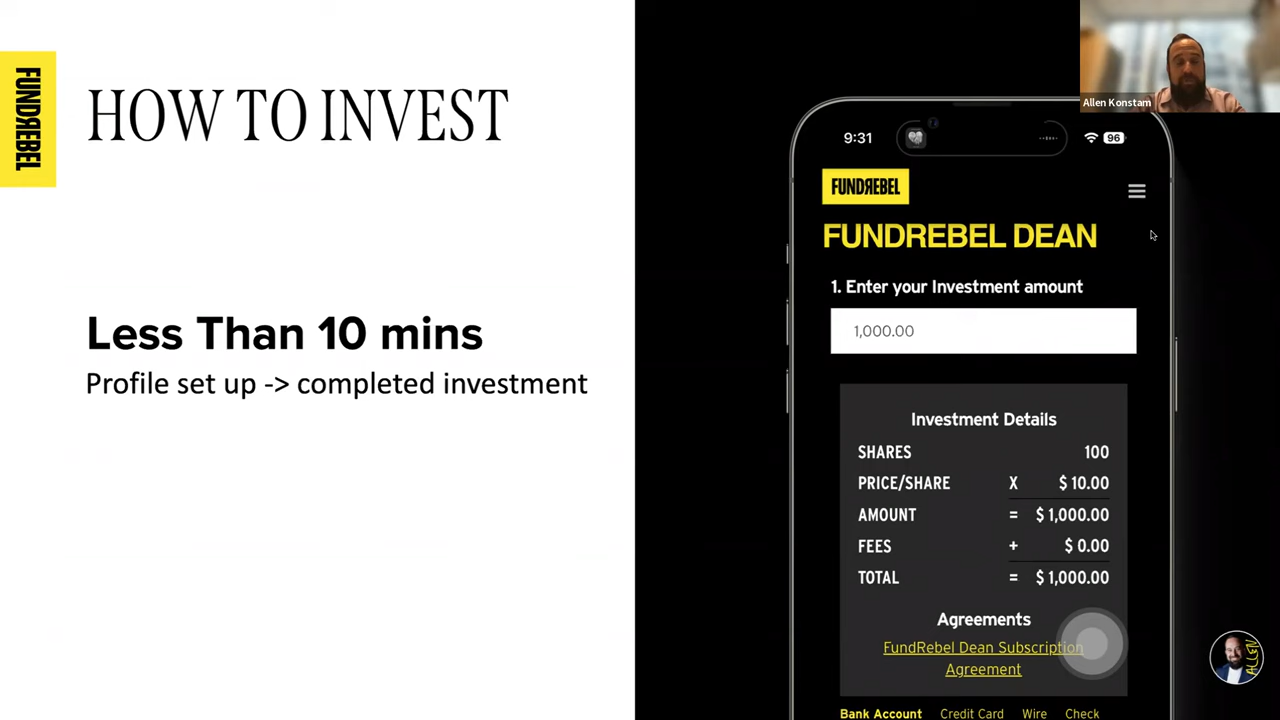 FUNDREBEL
HOW TO INVEST
Less Than 10 mins
Profile set up -> completed investment
Allen Konstam
9:31
96
FUNDREBEL
FUNDREBEL DEAN
1. Enter your Investment amount
1,000.00
Investment Details
SHARES 100
PRICE/SHARE X $ 10.00
AMOUNT = $ 1,000.00
FEES + $ 0.00
TOTAL = $ 1,000.00
Agreements
FundRebel Dean Subscription
Agreement
Bank Account Credit Card Wire Check
ALLEN